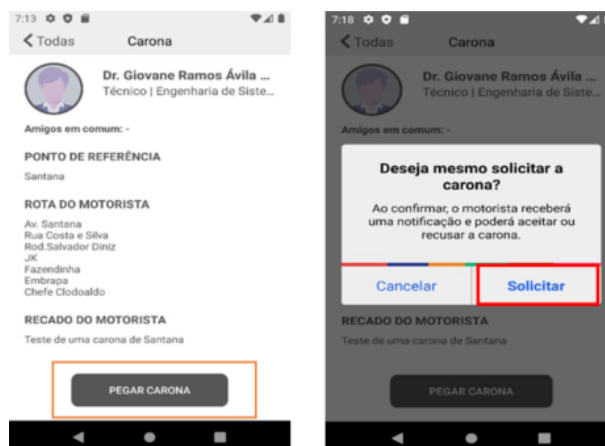 7:13
Todas
Carona
Dr. Giovane Ramos Ávila ...
Técnico | Engenharia de Siste...
Amigos em comum: -
PONTO DE REFERÊNCIA
Santana
ROTA DO MOTORISTA
Av. Santana
Rua Costa e Silva
Rod.Salvador Diniz
JK
Fazendinha
Embrapa
Chefe Clodoaldo
RECADO DO MOTORISTA
Teste de uma carona de Santana
PEGAR CARONA
7:18
Todas
Carona
Dr. Giovane Ramos Ávila ...
Técnico | Engenharia de Siste...
Amigos em comum: -
Deseja mesmo solicitar a
carona?
Ao confirmar, o motorista receberá
uma notificação e poderá aceitar ou
recusar a carona.
Cancelar
Solicitar
RECADO DO MOTORISTA
Teste de uma carona de Santana
PEGAR CARONA